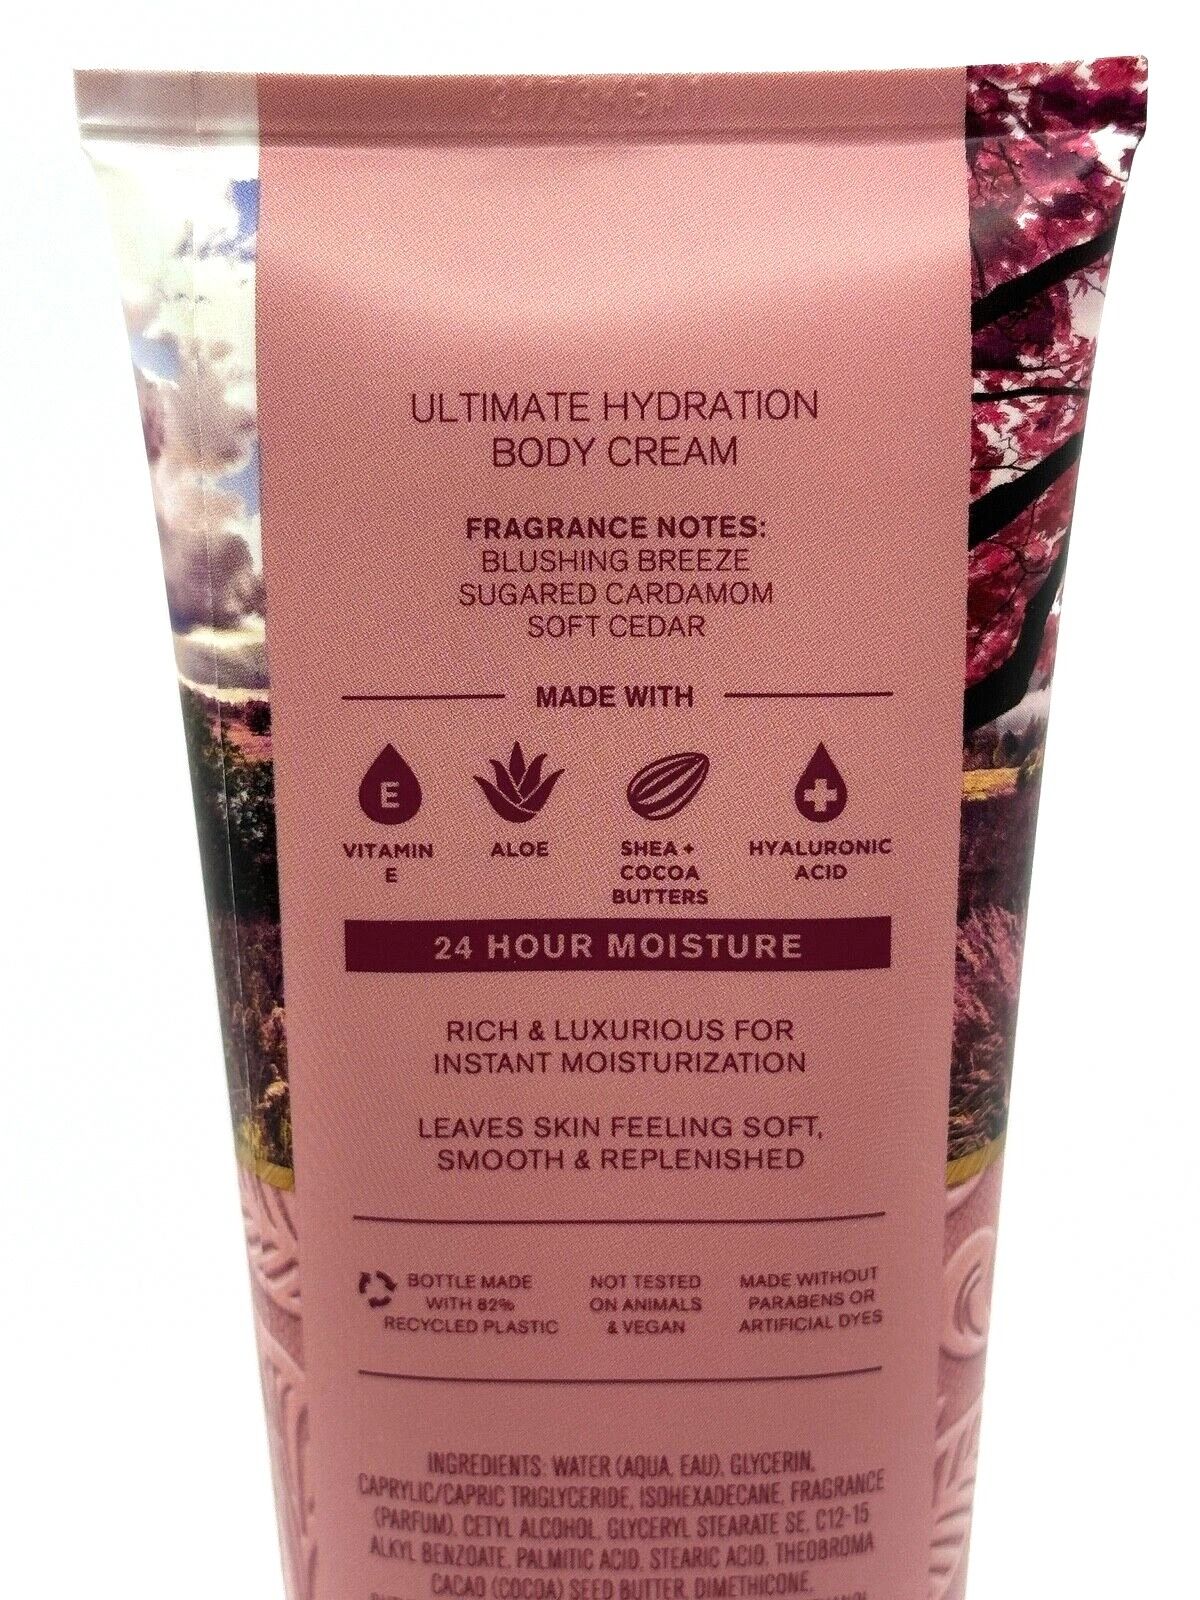 ULTIMATE HYDRATION
BODY CREAM
FRAGRANCE NOTES:
BLUSHING BREEZE
SUGARED CARDAMOM
SOFT CEDAR
MADE WITH
E
VITAMIN
E
ALOE
SHEA +
COCOA
BUTTERS
HYALURONIC
ACID
24 HOUR MOISTURE
RICH & LUXURIOUS FOR
INSTANT MOISTURIZATION
LEAVES SKIN FEELING SOFT,
SMOOTH & REPLENISHED
BOTTLE MADE
WITH 82%
RECYCLED PLASTIC
NOT TESTED
ON ANIMALS
& VEGAN
MADE WITHOUT
PARABENS OR
ARTIFICIAL DYES
INGREDIENTS: WATER (AQUA, EAU), GLYCERIN,
CAPRYLIC/CAPRIC TRIGLYCERIDE, ISOHEXADECANE, FRAGRANCE
(PARFUM), CETYL ALCOHOL, GLYCERYL STEARATE SE, C12-15
ALKYL BENZOATE, PALMITIC ACID, STEARIC ACID, THEOBROMA
CACAO (COCOA) SEED BUTTER, DIMETHICONE,